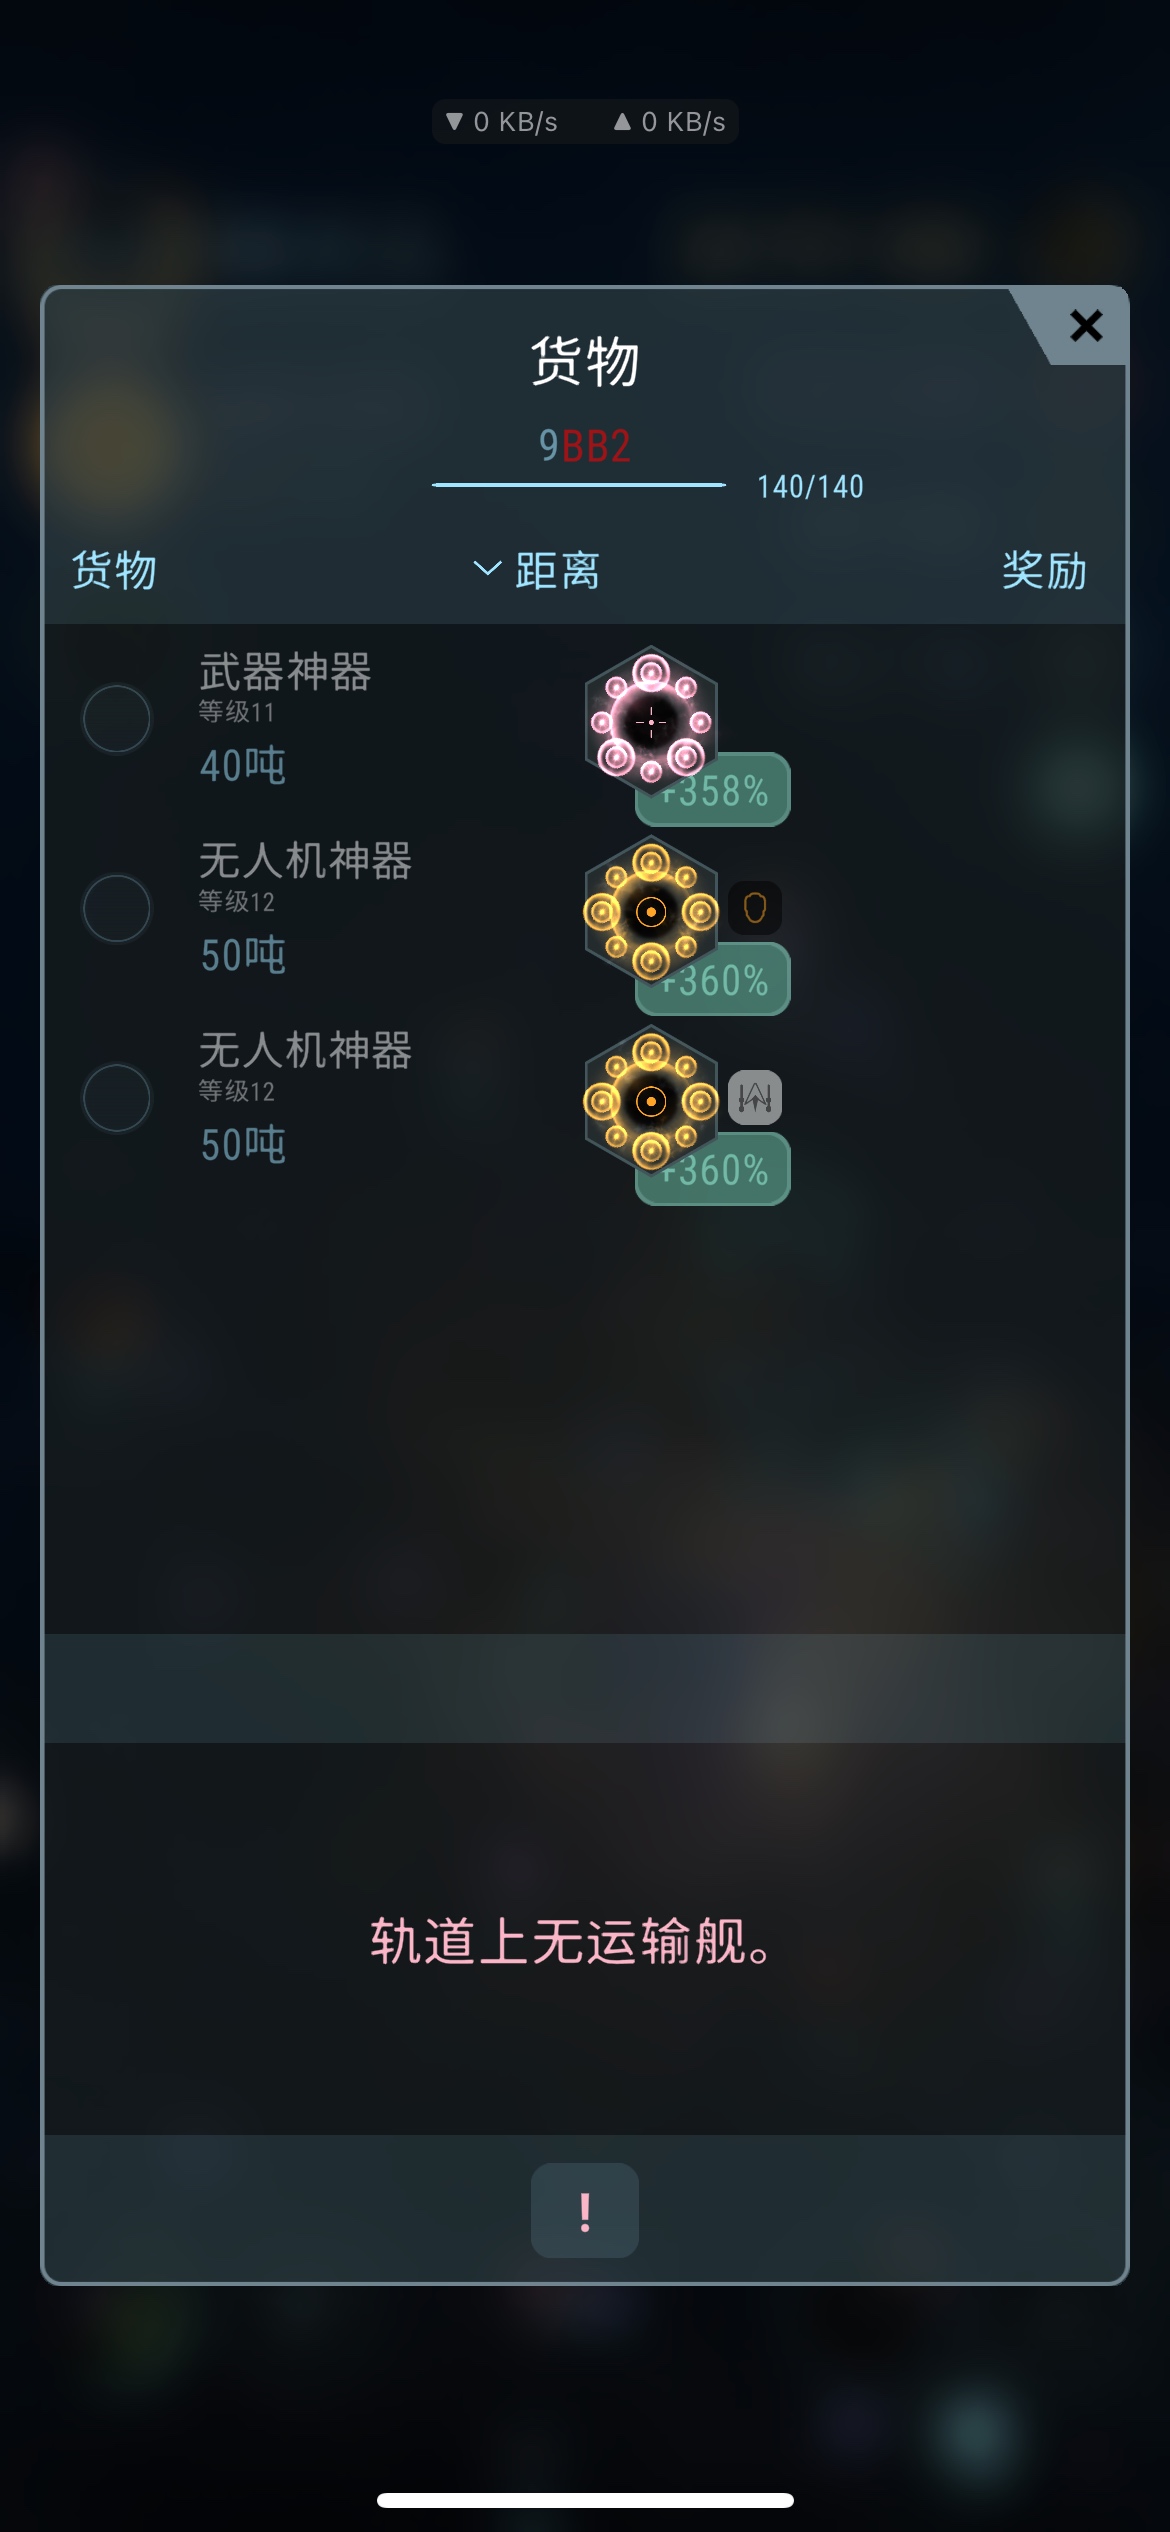 ▼ 0 KB/s ▲ 0 KB/s
货物
9BB2
140/140
货物 距离 奖励
武器神器
等级11
40吨
+358%
无人机神器
等级12
50吨
+360%
无人机神器
等级12
50吨
+360%
轨道上无运输舰。
!